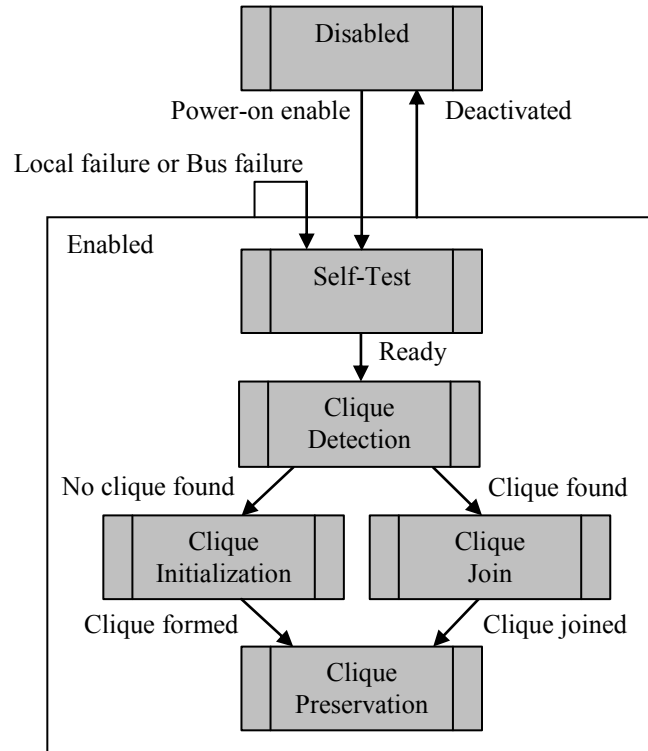 Disabled
Power-on enable
Deactivated
Local failure or Bus failure
Enabled
Self-Test
Ready
Clique
Detection
No clique found
Clique found
Clique
Initialization
Clique
Join
Clique formed
Clique joined
Clique
Preservation